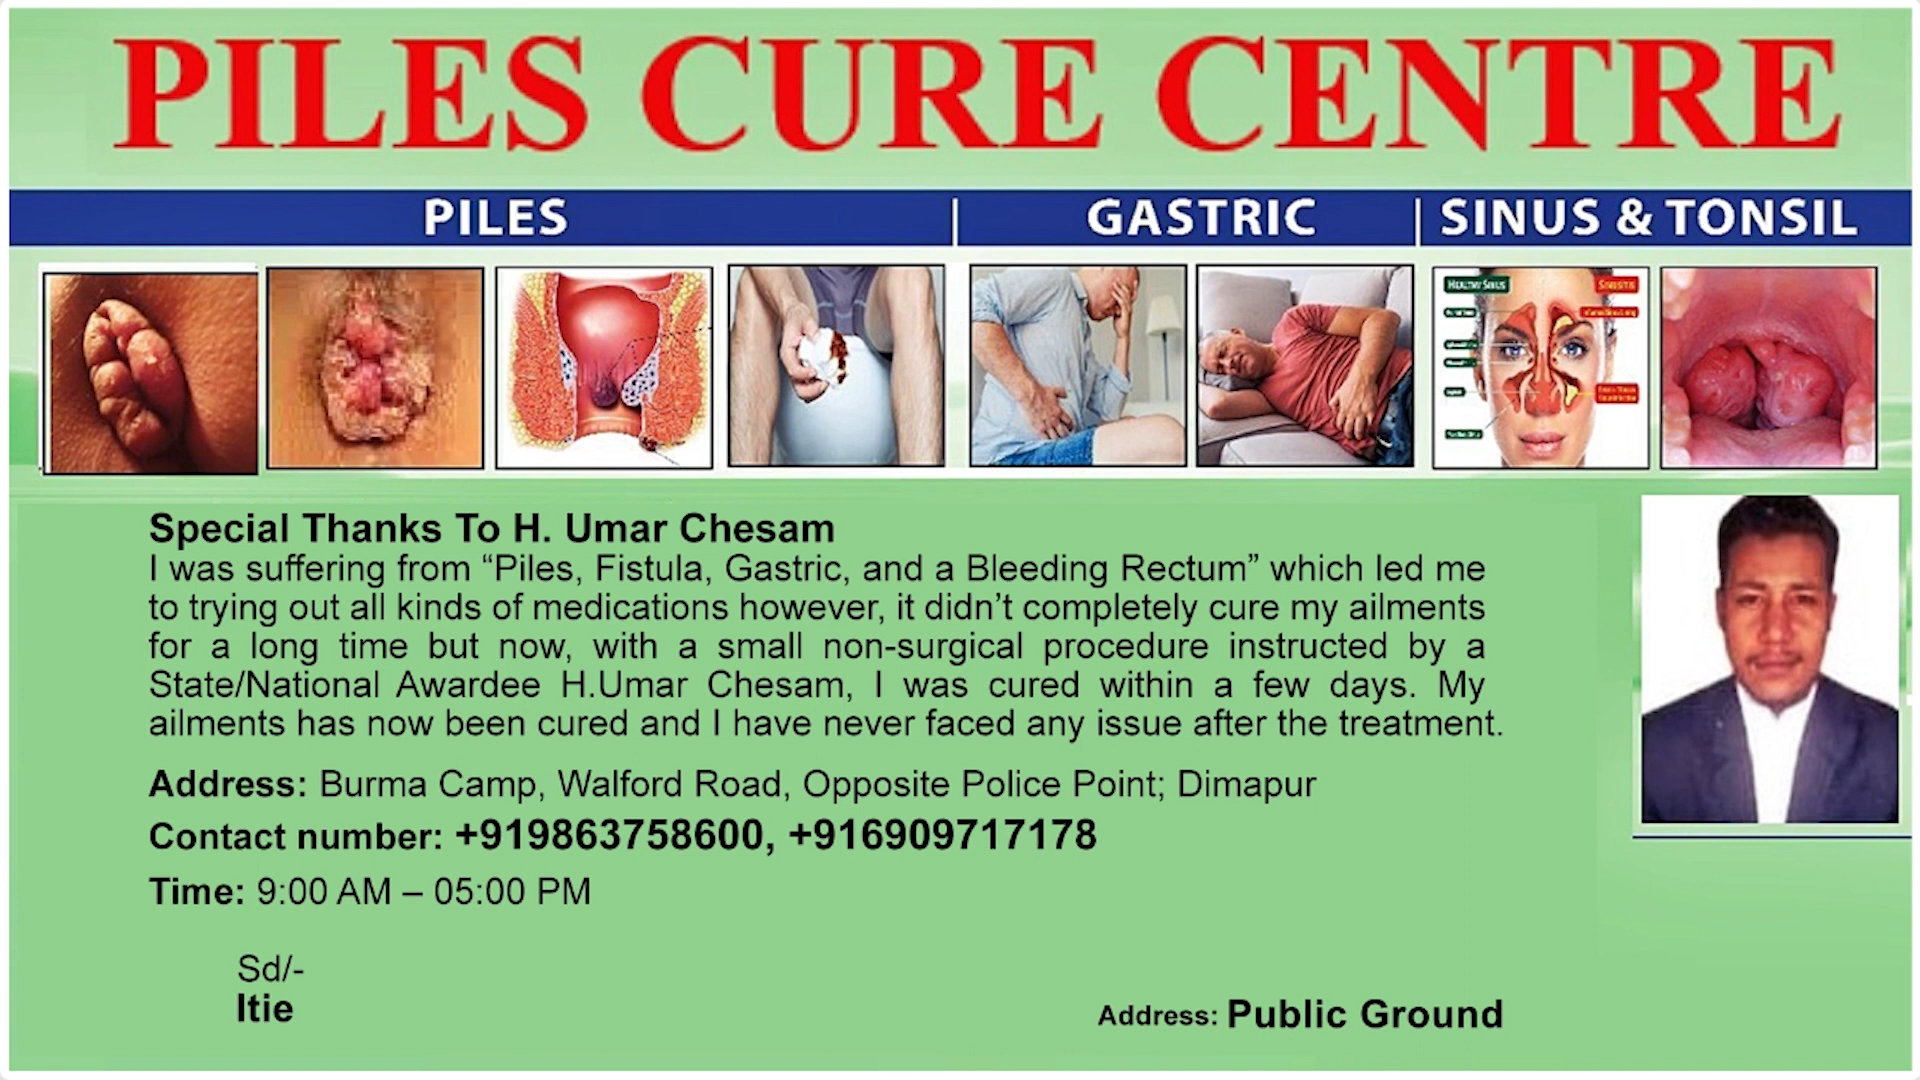 PILES CURE CENTRE
PILES | GASTRIC | SINUS & TONSIL
HEALTHY SINUS
SINUSITIS
Special Thanks To H. Umar Chesam
I was suffering from “Piles, Fistula, Gastric, and a Bleeding Rectum” which led me
to trying out all kinds of medications however, it didn’t completely cure my ailments
for a long time but now, with a small non-surgical procedure instructed by a
State/National Awardee H.Umar Chesam, I was cured within a few days. My
ailments has now been cured and I have never faced any issue after the treatment.
Address: Burma Camp, Walford Road, Opposite Police Point; Dimapur
Contact number: +919863758600, +916909717178
Time: 9:00 AM – 05:00 PM
Sd/-
Itie
Address: Public Ground